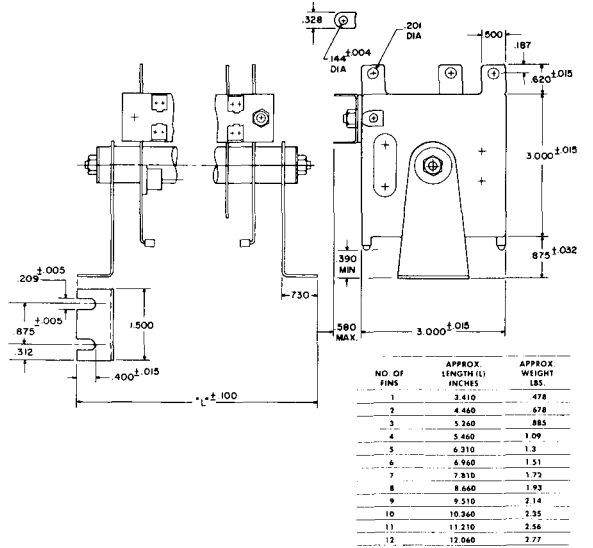 .328
.144 ±.004
DIA
.201
DIA
.500
.187
.620 ±.015
3.000 ±.015
.875 ±.032
.390
MIN
.580
MAX.
3.000 ±.015
.730
.209 ±.005
.875 ±.005
.312
1.500
.400 ±.015
"L" ±.100
NO. OF FINS APPROX. LENGTH (L) INCHES APPROX. WEIGHT LBS.
1 3.410 .478
2 4.460 .678
3 5.260 .885
4 5.460 1.09
5 6.310 1.3
6 6.960 1.51
7 7.810 1.72
8 8.660 1.93
9 9.510 2.14
10 10.360 2.35
11 11.210 2.56
12 12.060 2.77